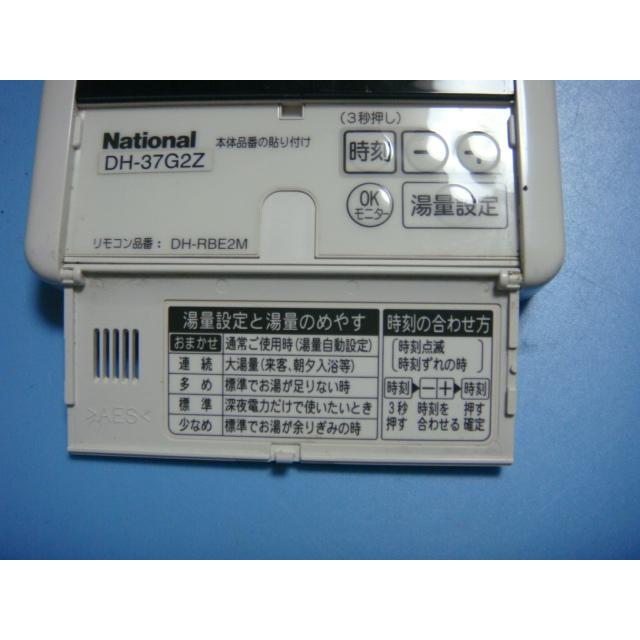 (3秒押し)
National 本体品番の貼り付け
DH-37G2Z
時刻 − +
OKモニター 湯量設定
リモコン品番： DH-RBE2M
湯量設定と湯量のめやす
おまかせ 通常ご使用時(湯量自動設定)
連続 大湯量(来客、朝夕入浴等)
多め 標準でお湯が足りない時
標準 深夜電力だけで使いたいとき
少なめ 標準でお湯が余りぎみの時
>AES<
時刻の合わせ方
時刻点滅
時刻ずれの時
時刻 ▶ − + ▶ 時刻
3秒 時刻を 押す
押す 合わせる 確定